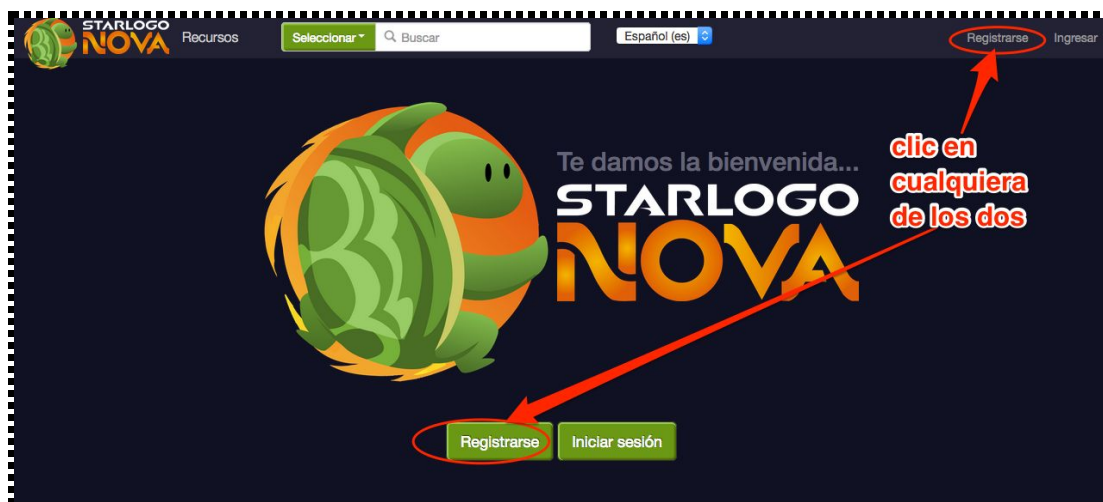 STARLOGO
NOVA
Recursos
Seleccionar
Buscar
Español (es)
Registrarse
Ingresar
Te damos la bienvenida...
STARLOGO
NOVA
clic en
cualquiera
de los dos
Registrarse
Iniciar sesión